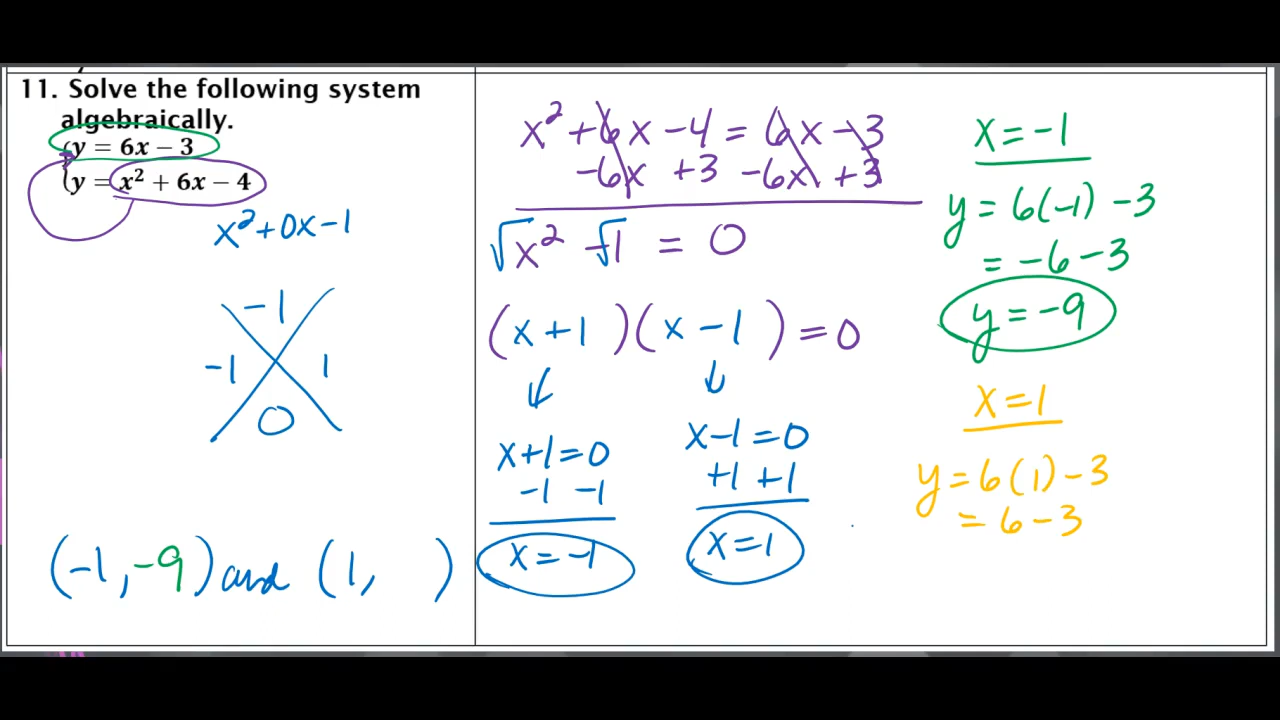 11. Solve the following system
algebraically.
y = 6x − 3
y = x² + 6x − 4
x² + 0x − 1
−1
−1 1
0
(−1, −9) and (1, )
x² + 6x − 4 = 6x − 3
−6x +3 −6x +3
√x² √−1 = 0
(x + 1)(x − 1) = 0
x+1=0
−1 −1
x = −1
x−1=0
+1 +1
x=1
x = −1
y = 6(−1) −3
= −6 −3
y = −9
x = 1
y = 6(1) −3
= 6 −3